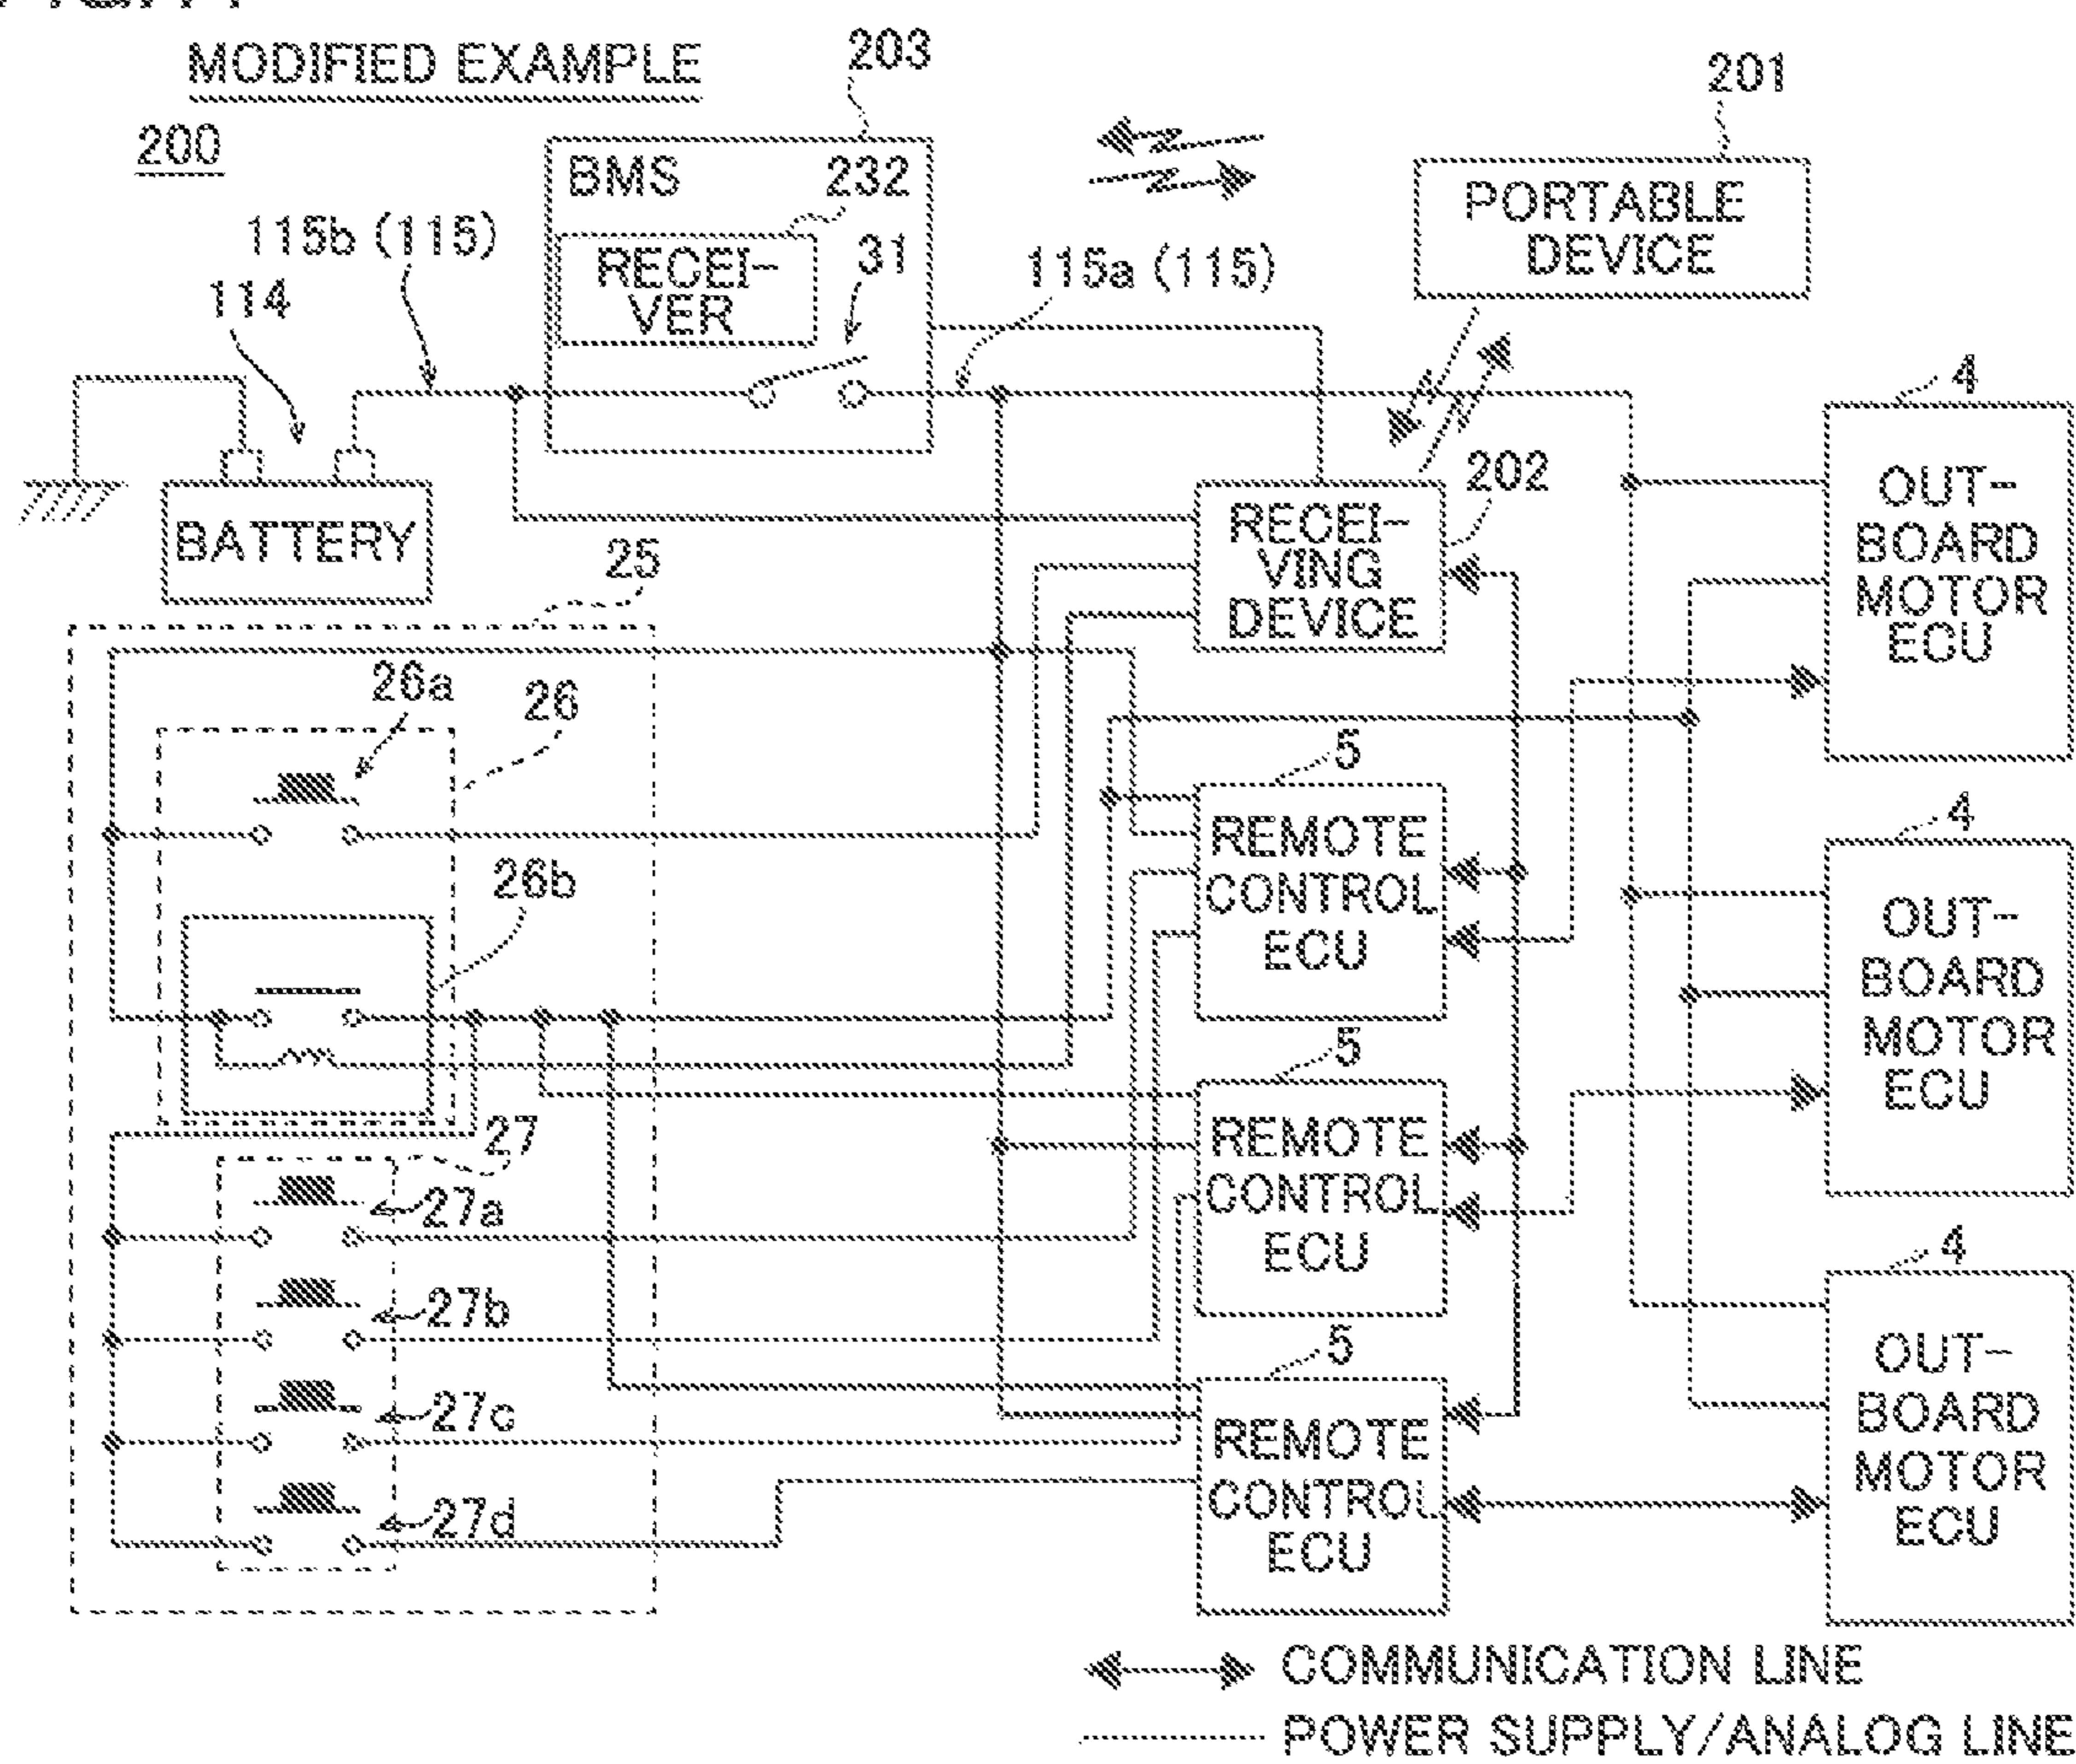 MODIFIED EXAMPLE
200
203
201
BMS
232
PORTABLE
DEVICE
115b (115)
RECEI-
VER
31
115a (115)
114
4
OUT-
BOARD
MOTOR
ECU
202
BATTERY
RECEI-
VING
DEVICE
25
26a
26
5
REMOTE
CONTROL
ECU
4
OUT-
BOARD
MOTOR
ECU
26b
5
REMOTE
CONTROL
ECU
27
27a
27b
4
OUT-
BOARD
MOTOR
ECU
5
REMOTE
CONTROL
ECU
27c
27d
COMMUNICATION LINE
POWER SUPPLY/ANALOG LINE